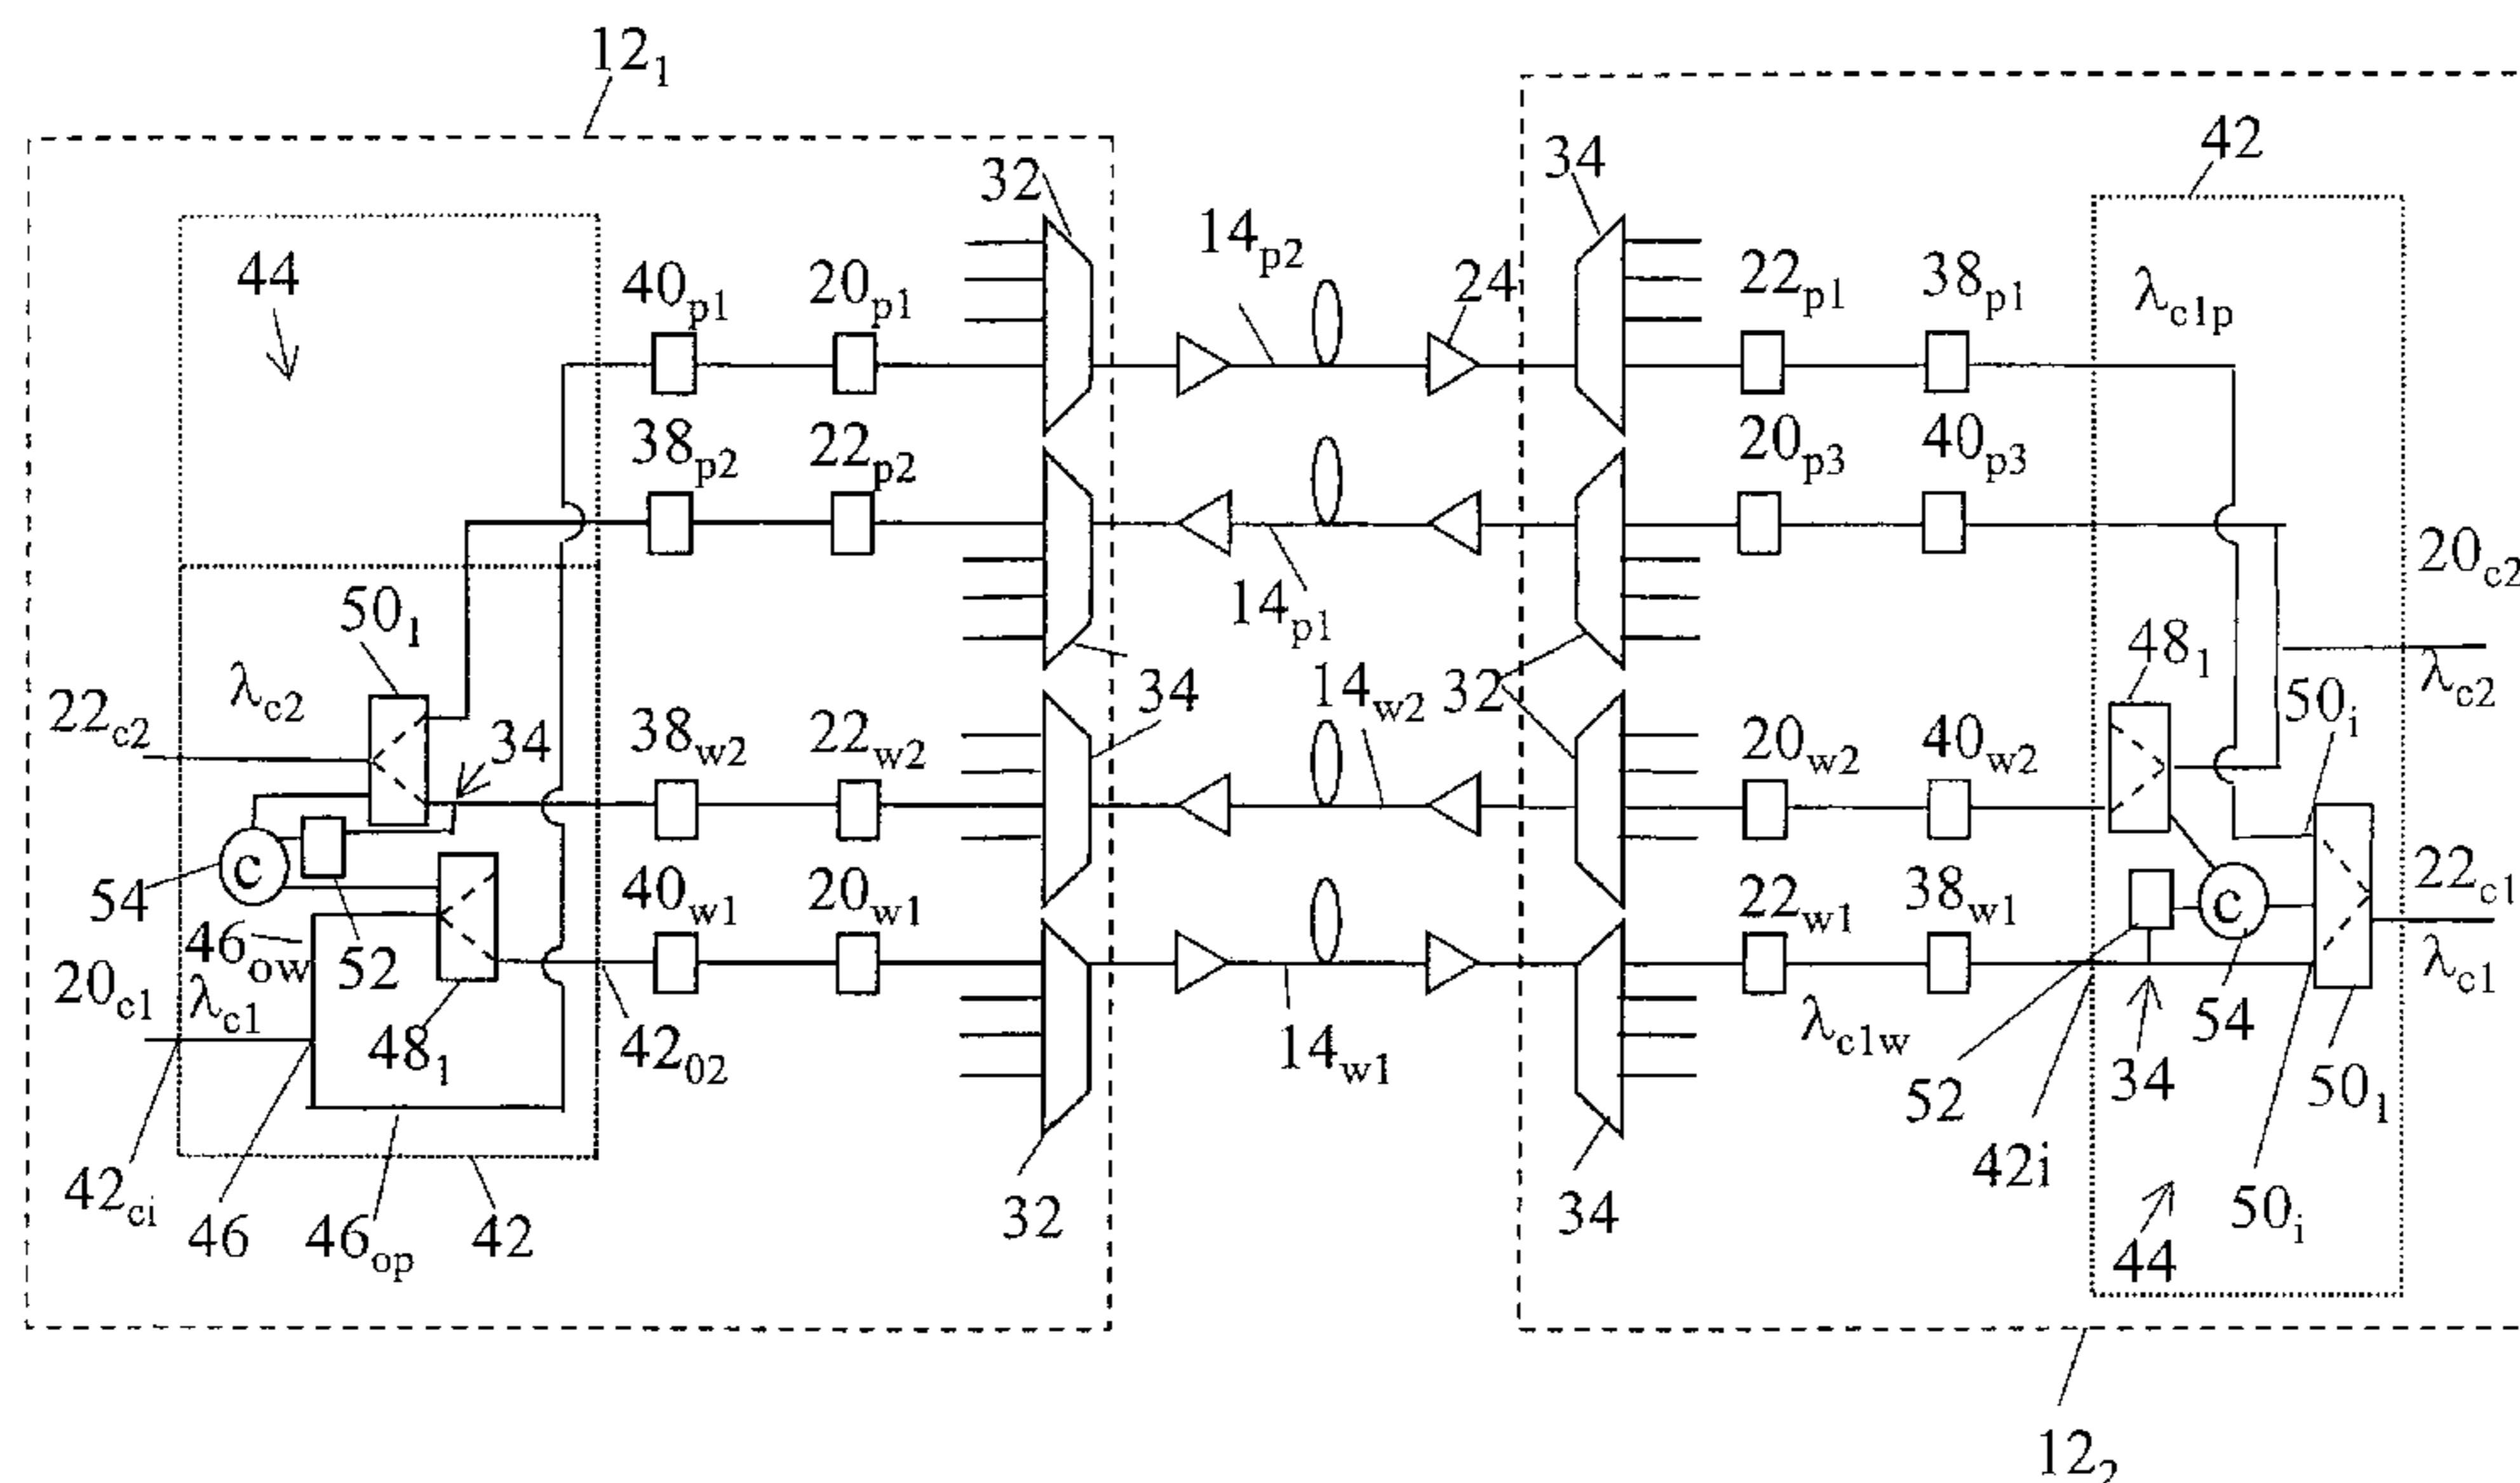 12₁
42
32
34
44
40p1
20p1
14p2
24
22p1
38p1
λc1p
38p2
22p2
20p3
40p3
20c2
50₁
14p1
48₁
λc2
34
14w2
32
λc2
22c2
34
38w2
22w2
20w2
40w2
50i
C
54
46ow
52
40w1
20w1
22w1
38w1
C
22c1
λc1
20c1
λc1
48₁
42₀₂
14w1
λc1w
52
34
54
50₁
42ci
46
46op
42
32
34
42i
44
50i
12₂